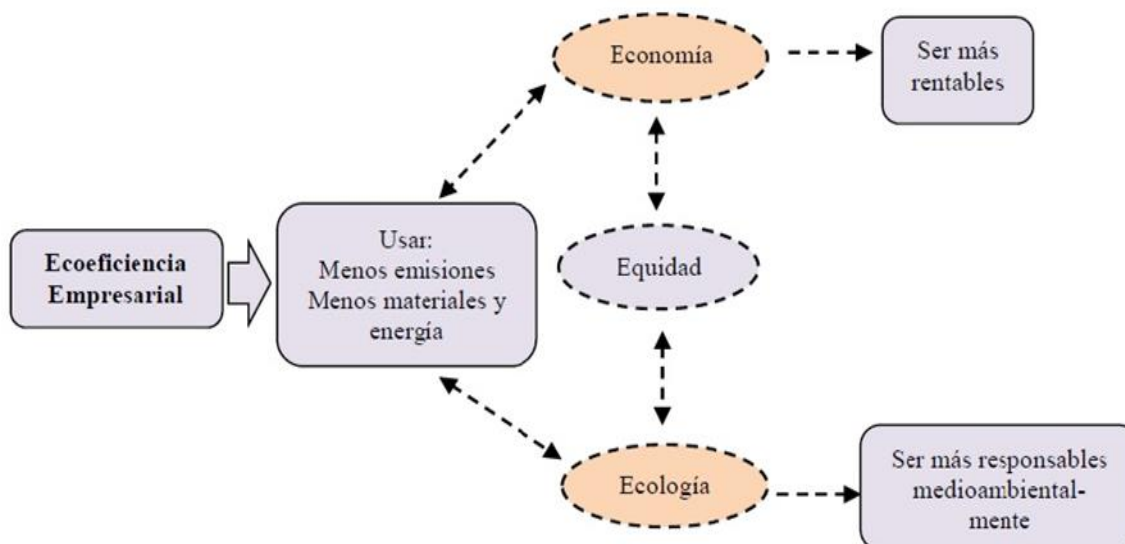 Economía
Ser más
rentables
Ecoeficiencia
Empresarial
Usar:
Menos emisiones
Menos materiales y
energía
Equidad
Ecología
Ser más responsables
medioambiental-
mente